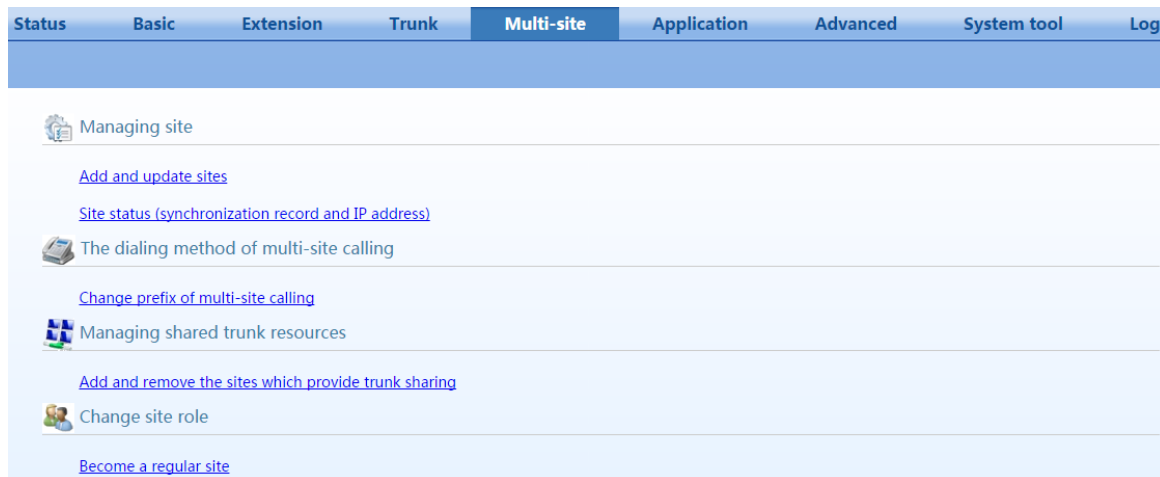 Status Basic Extension Trunk Multi-site Application Advanced System tool Log
Managing site
Add and update sites
Site status (synchronization record and IP address)
The dialing method of multi-site calling
Change prefix of multi-site calling
Managing shared trunk resources
Add and remove the sites which provide trunk sharing
Change site role
Become a regular site